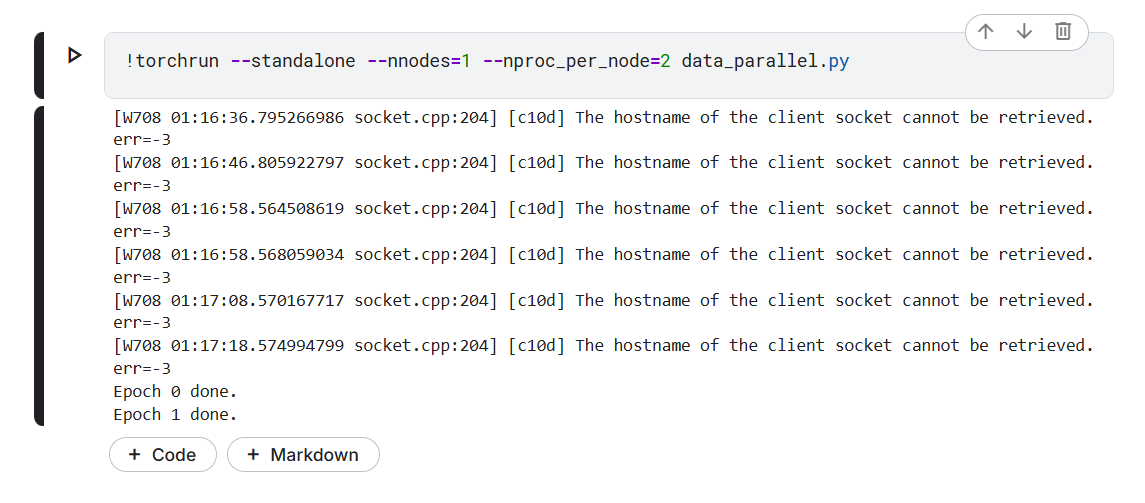 !torchrun --standalone --nnodes=1 --nproc_per_node=2 data_parallel.py
[W708 01:16:36.795266986 socket.cpp:204] [c10d] The hostname of the client socket cannot be retrieved.
err=-3
[W708 01:16:46.805922797 socket.cpp:204] [c10d] The hostname of the client socket cannot be retrieved.
err=-3
[W708 01:16:58.564508619 socket.cpp:204] [c10d] The hostname of the client socket cannot be retrieved.
err=-3
[W708 01:16:58.568059034 socket.cpp:204] [c10d] The hostname of the client socket cannot be retrieved.
err=-3
[W708 01:17:08.570167717 socket.cpp:204] [c10d] The hostname of the client socket cannot be retrieved.
err=-3
[W708 01:17:18.574994799 socket.cpp:204] [c10d] The hostname of the client socket cannot be retrieved.
err=-3
Epoch 0 done.
Epoch 1 done.
+ Code + Markdown